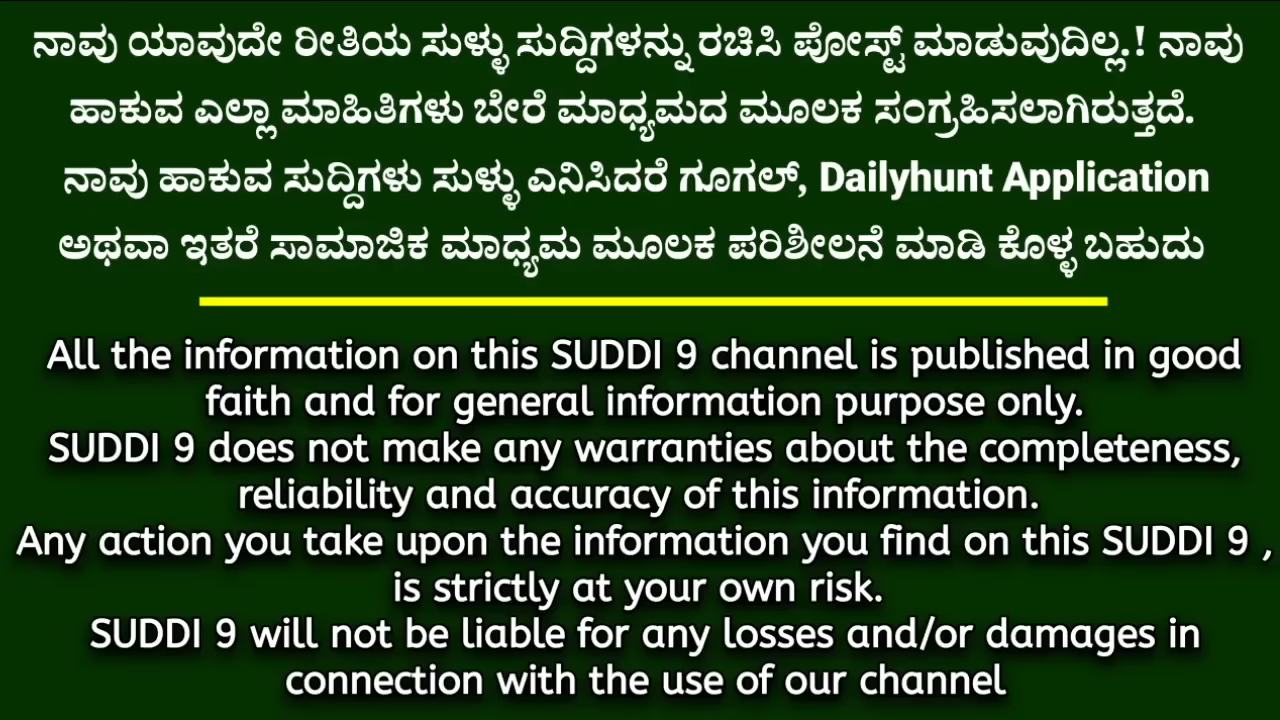 ನಾವು ಯಾವುದೇ ರೀತಿಯ ಸುಳ್ಳು ಸುದ್ದಿಗಳನ್ನು ರಚಿಸಿ ಪೋಸ್ಟ್ ಮಾಡುವುದಿಲ್ಲ.! ನಾವು
ಹಾಕುವ ಎಲ್ಲಾ ಮಾಹಿತಿಗಳು ಬೇರೆ ಮಾಧ್ಯಮದ ಮೂಲಕ ಸಂಗ್ರಹಿಸಲಾಗಿರುತ್ತದೆ.
ನಾವು ಹಾಕುವ ಸುದ್ದಿಗಳು ಸುಳ್ಳು ಎನಿಸಿದರೆ ಗೂಗಲ್, Dailyhunt Application
ಅಥವಾ ಇತರೆ ಸಾಮಾಜಿಕ ಮಾಧ್ಯಮ ಮೂಲಕ ಪರಿಶೀಲನೆ ಮಾಡಿ ಕೊಳ್ಳಬಹುದು
All the information on this SUDDI 9 channel is published in good
faith and for general information purpose only.
SUDDI 9 does not make any warranties about the completeness,
reliability and accuracy of this information.
Any action you take upon the information you find on this SUDDI 9 ,
is strictly at your own risk.
SUDDI 9 will not be liable for any losses and/or damages in
connection with the use of our channel